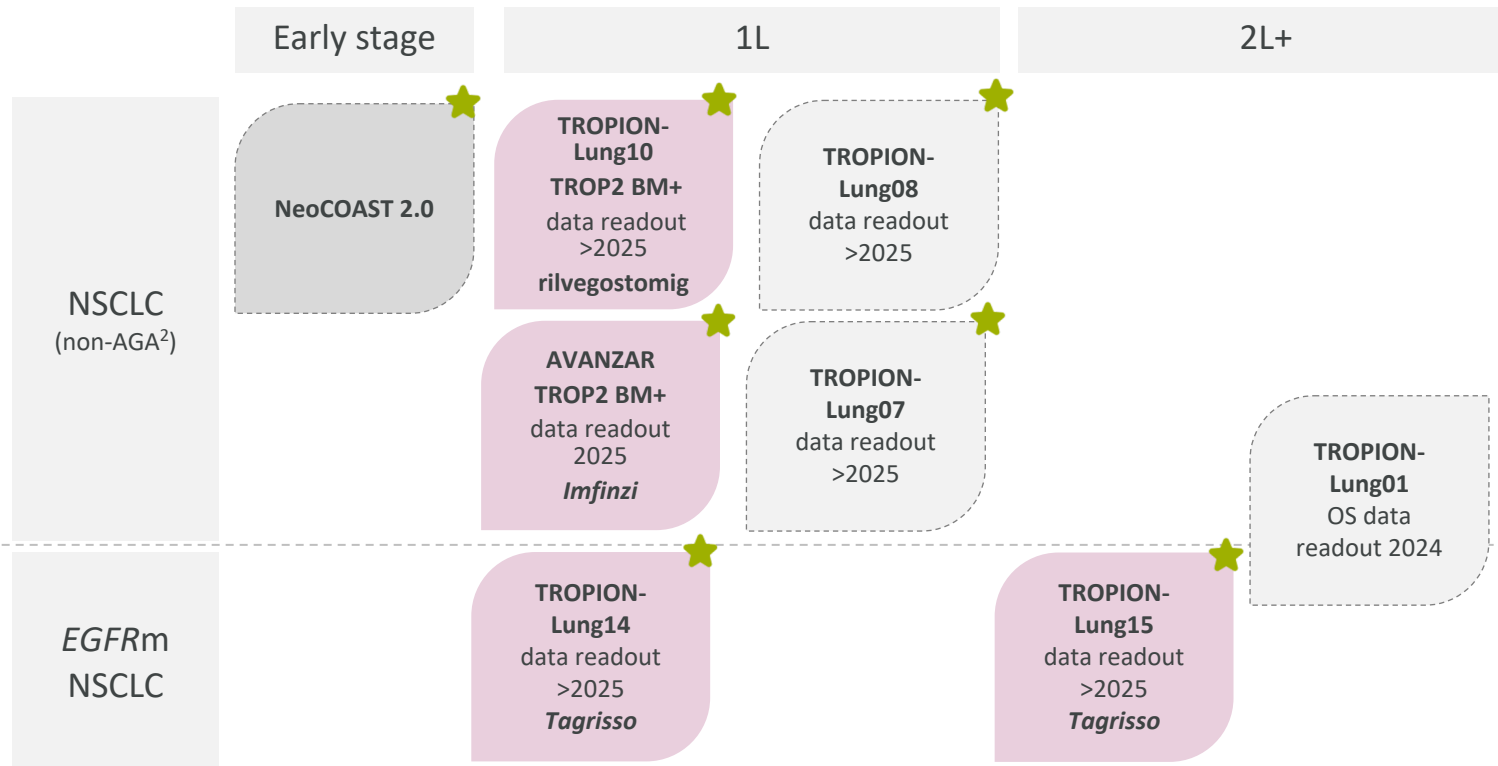 Early stage
1L
2L+
NSCLC
(non-AGA²)
NeoCOAST 2.0
TROPION-
Lung10
TROP2 BM+
data readout
>2025
rilvegostomig
TROPION-
Lung08
data readout
>2025
AVANZAR
TROP2 BM+
data readout
2025
Imfinzi
TROPION-
Lung07
data readout
>2025
TROPION-
Lung01
OS data
readout 2024
EGFRm
NSCLC
TROPION-
Lung14
data readout
>2025
Tagrisso
TROPION-
Lung15
data readout
>2025
Tagrisso